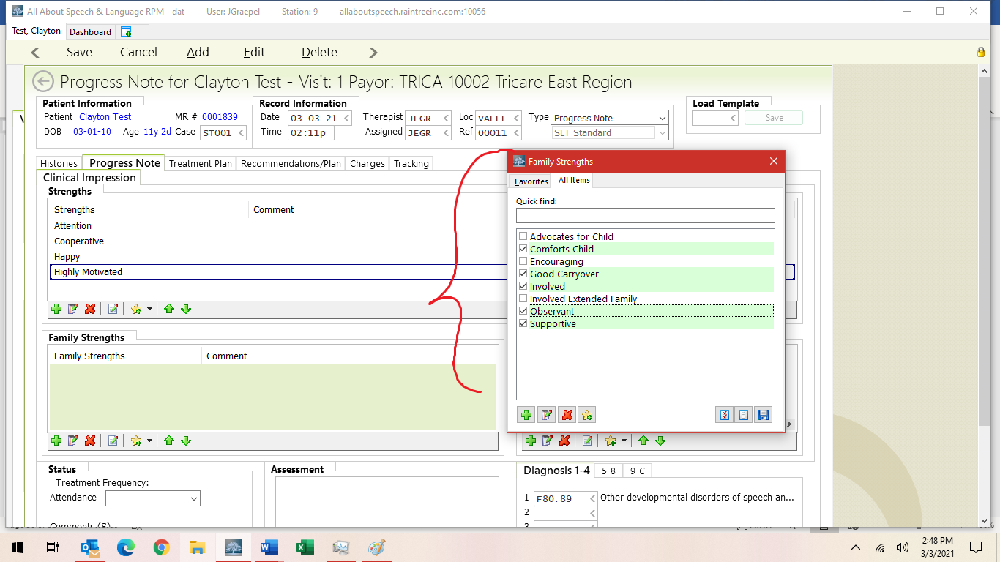 All About Speech & Language RPM - dat User: JGraepel Station: 9 allaboutspeech.raintreeinc.com:10056
Test, Clayton Dashboard
Save Cancel Add Edit Delete
Progress Note for Clayton Test - Visit: 1 Payor: TRICA 10002 Tricare East Region
Patient Information Record Information Load Template
Patient Clayton Test MR # 0001839 Date 03-03-21 Therapist JEGR Loc VALFL Type Progress Note Save
DOB 03-01-10 Age 11y 2d Case ST001 Time 02:11p Assigned JEGR Ref 00011 SLT Standard
Histories Progress Note Treatment Plan Recommendations/Plan Charges Tracking
Clinical Impression
Strengths
Strengths Comment
Attention
Cooperative
Happy
Highly Motivated
Family Strengths
Family Strengths Comment
Family Strengths
Favorites All Items
Quick find:
Advocates for Child
Comforts Child
Encouraging
Good Carryover
Involved
Involved Extended Family
Observant
Supportive
Status Assessment Diagnosis 1-4 5-8 9-C
Treatment Frequency:
Attendance
1 F80.89 Other developmental disorders of speech an...
2
3
Comments (S)
2:48 PM
3/3/2021